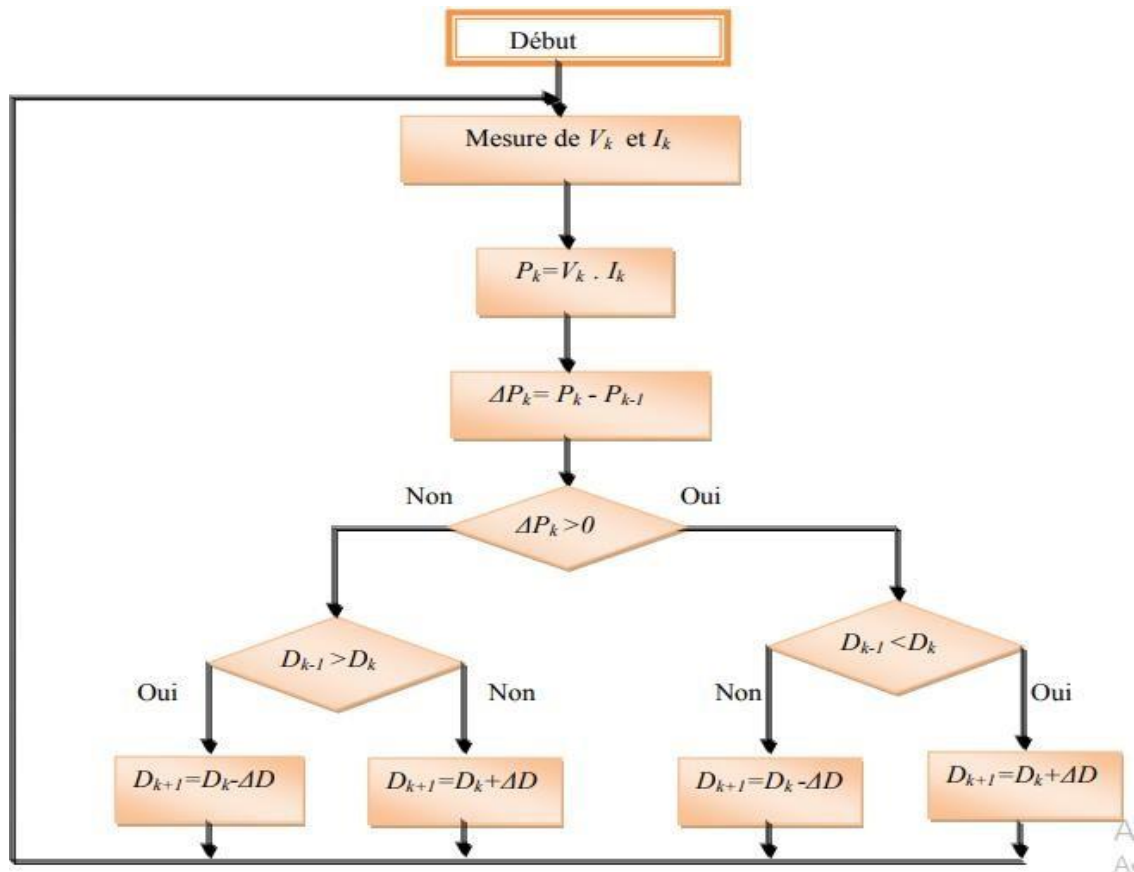 Début
Mesure de Vₖ et Iₖ
Pₖ=Vₖ . Iₖ
ΔPₖ= Pₖ - Pₖ₋₁
Non
Oui
ΔPₖ >0
Dₖ₋₁ >Dₖ
Dₖ₋₁ <Dₖ
Oui
Non
Non
Oui
Dₖ₊₁=Dₖ-ΔD
Dₖ₊₁=Dₖ+ΔD
Dₖ₊₁=Dₖ-ΔD
Dₖ₊₁=Dₖ+ΔD